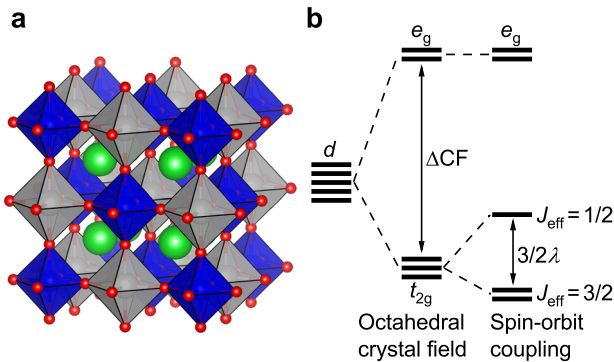 a
b
e_g
e_g
d
ΔCF
J_eff = 1/2
3/2λ
t_2g
J_eff = 3/2
Octahedral
crystal field
Spin-orbit
coupling